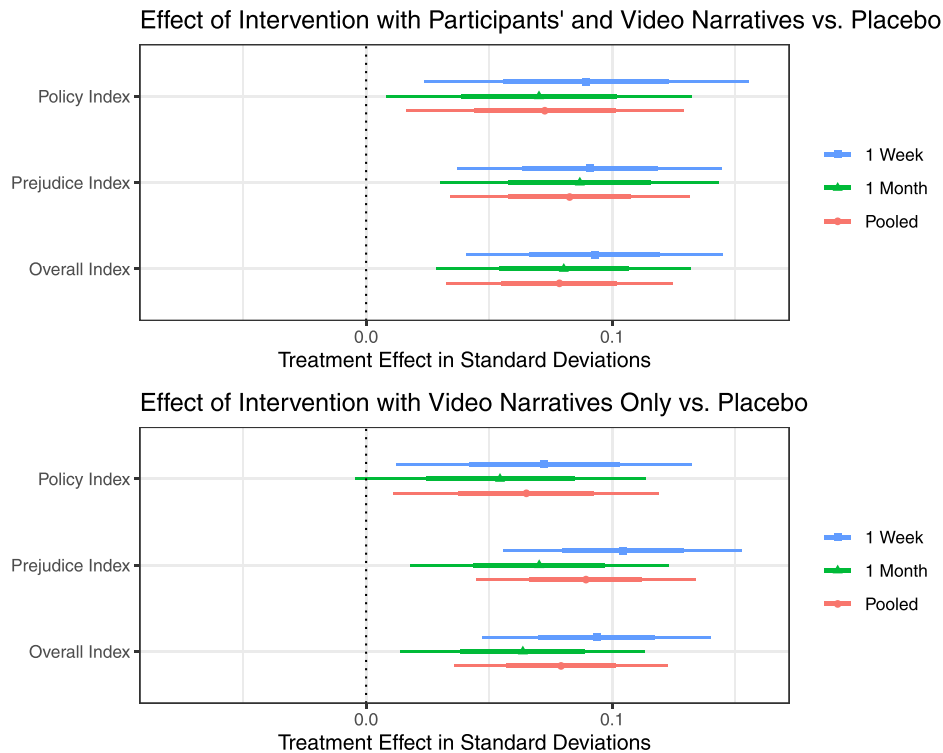 Effect of Intervention with Participants' and Video Narratives vs. Placebo
Policy Index
Prejudice Index
Overall Index
1 Week
1 Month
Pooled
0.0
0.1
Treatment Effect in Standard Deviations
Effect of Intervention with Video Narratives Only vs. Placebo
Policy Index
Prejudice Index
Overall Index
1 Week
1 Month
Pooled
0.0
0.1
Treatment Effect in Standard Deviations